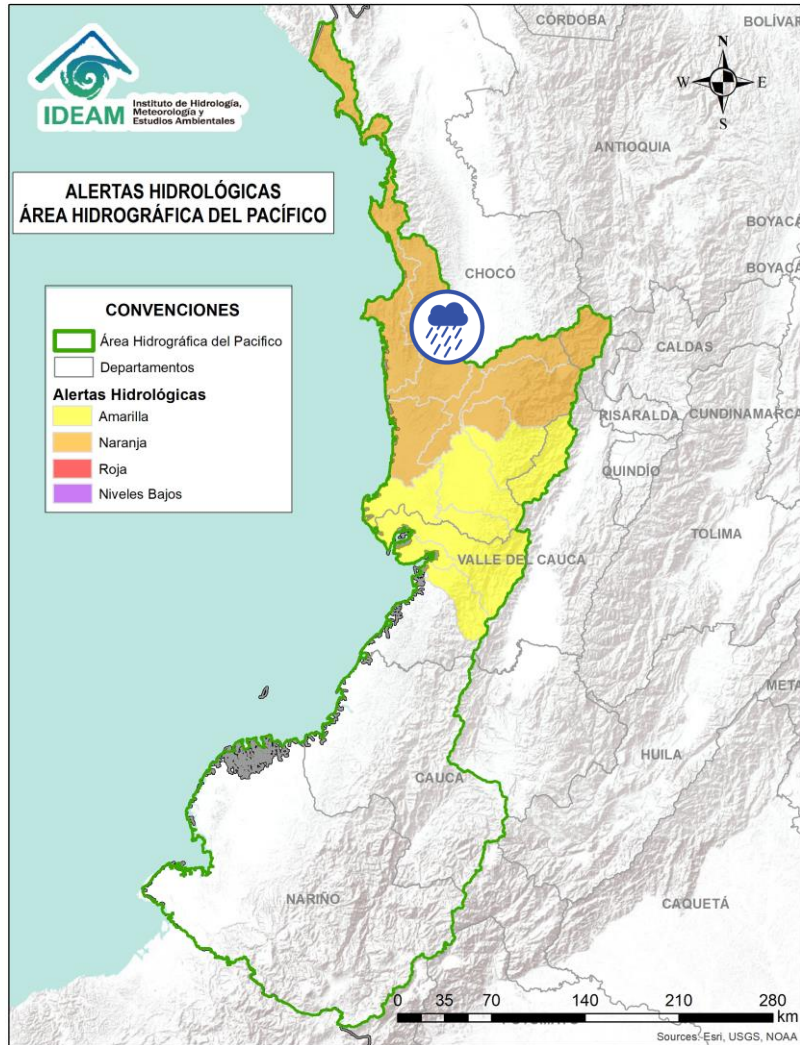 IDEAM
Instituto de Hidrología,
Meteorología y
Estudios Ambientales
ALERTAS HIDROLÓGICAS
ÁREA HIDROGRÁFICA DEL PACÍFICO
CONVENCIONES
Área Hidrográfica del Pacifico
Departamentos
Alertas Hidrológicas
Amarilla
Naranja
Roja
Niveles Bajos
CÓRDOBA
BOLÍVAR
N
W
E
S
ANTIOQUIA
BOYACÁ
BOYACÁ
CHOCÓ
CALDAS
RISARALDA
CUNDINAMARCA
QUINDÍO
TOLIMA
VALLE DEL CAUCA
META
HUILA
CAUCA
NARIÑO
CAQUETÁ
0 35 70 140 210 280
km
Sources: Esri, USGS, NOAA